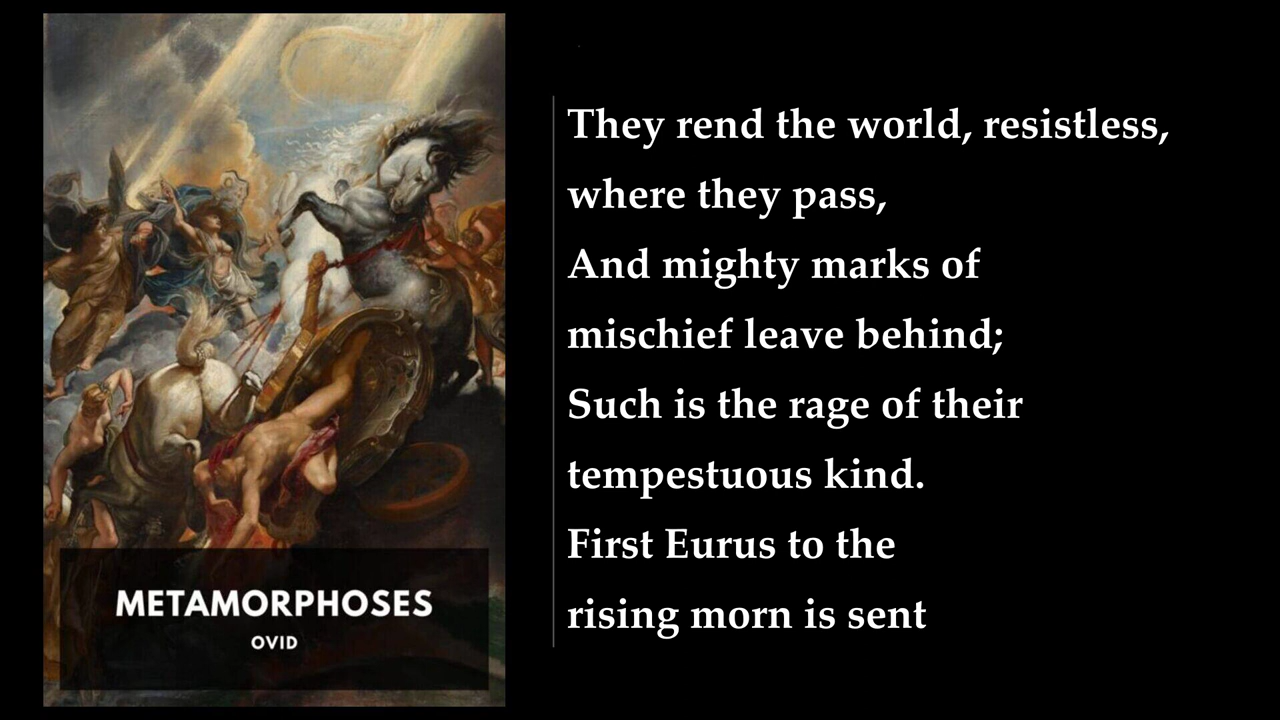 METAMORPHOSES
OVID
They rend the world, resistless,
where they pass,
And mighty marks of
mischief leave behind;
Such is the rage of their
tempestuous kind.
First Eurus to the
rising morn is sent